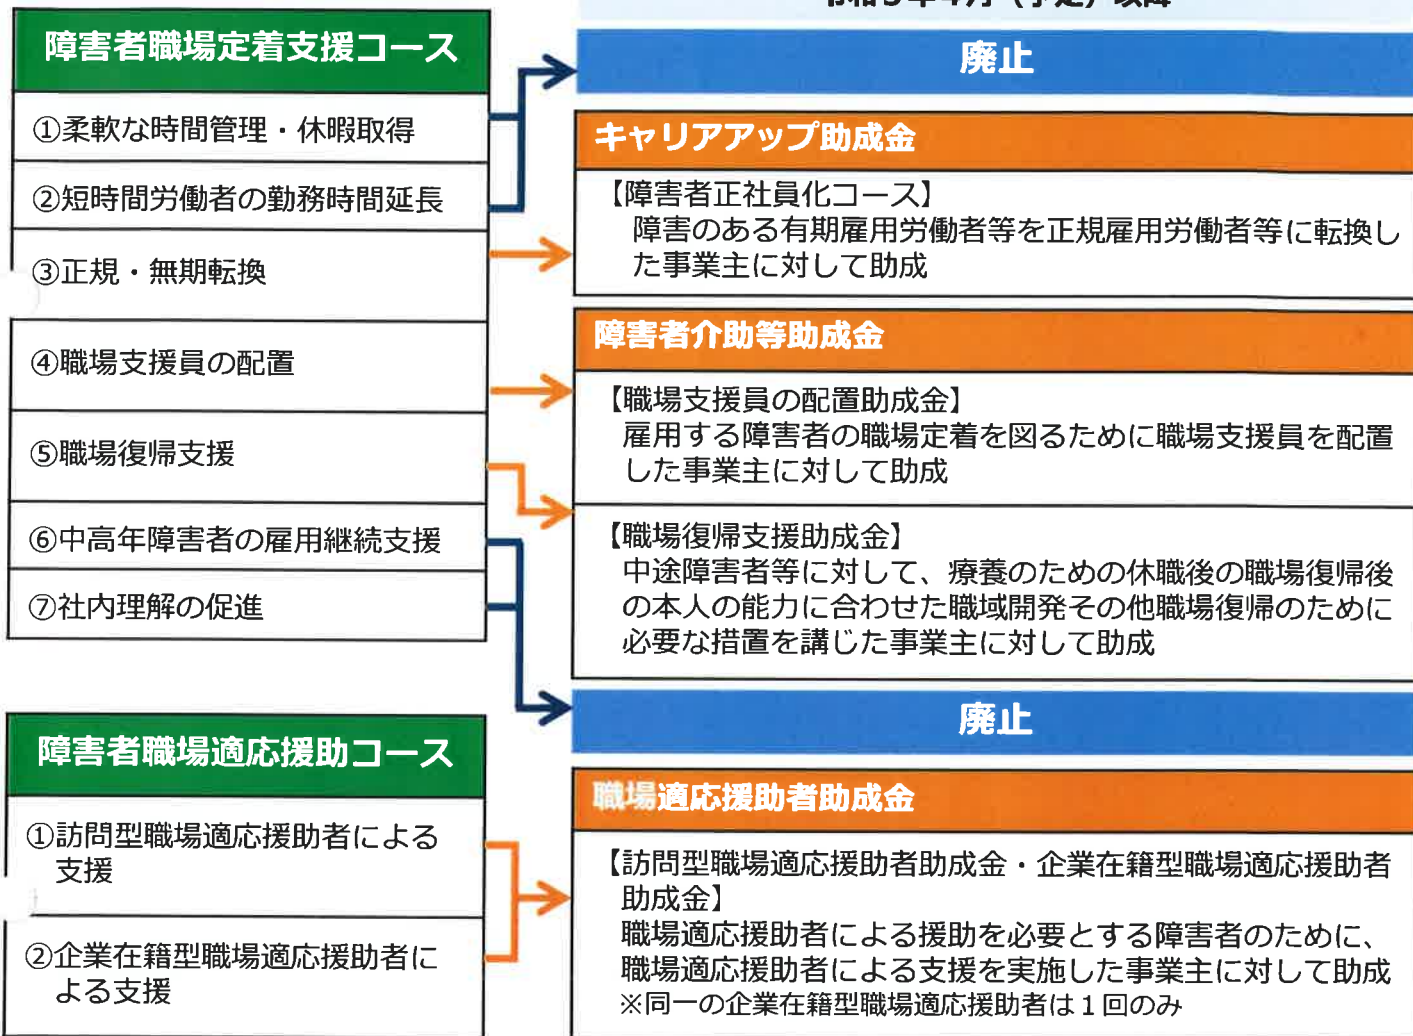 障害者職場定着支援コース
①柔軟な時間管理・休暇取得
②短時間労働者の勤務時間延長
③正規・無期転換
④職場支援員の配置
⑤職場復帰支援
⑥中高年障害者の雇用継続支援
⑦社内理解の促進
障害者職場適応援助コース
①訪問型職場適応援助者による
支援
②企業在籍型職場適応援助者に
よる支援
廃止
キャリアアップ助成金
【障害者正社員化コース】
障害のある有期雇用労働者等を正規雇用労働者等に転換し
た事業主に対して助成
障害者介助等助成金
【職場支援員の配置助成金】
雇用する障害者の職場定着を図るために職場支援員を配置
した事業主に対して助成
【職場復帰支援助成金】
中途障害者等に対して、療養のための休職後の職場復帰後
の本人の能力に合わせた職域開発その他職場復帰のために
必要な措置を講じた事業主に対して助成
廃止
職場適応援助者助成金
【訪問型職場適応援助者助成金・企業在籍型職場適応援助者
助成金】
職場適応援助者による援助を必要とする障害者のために、
職場適応援助者による支援を実施した事業主に対して助成
※同一の企業在籍型職場適応援助者は１回のみ